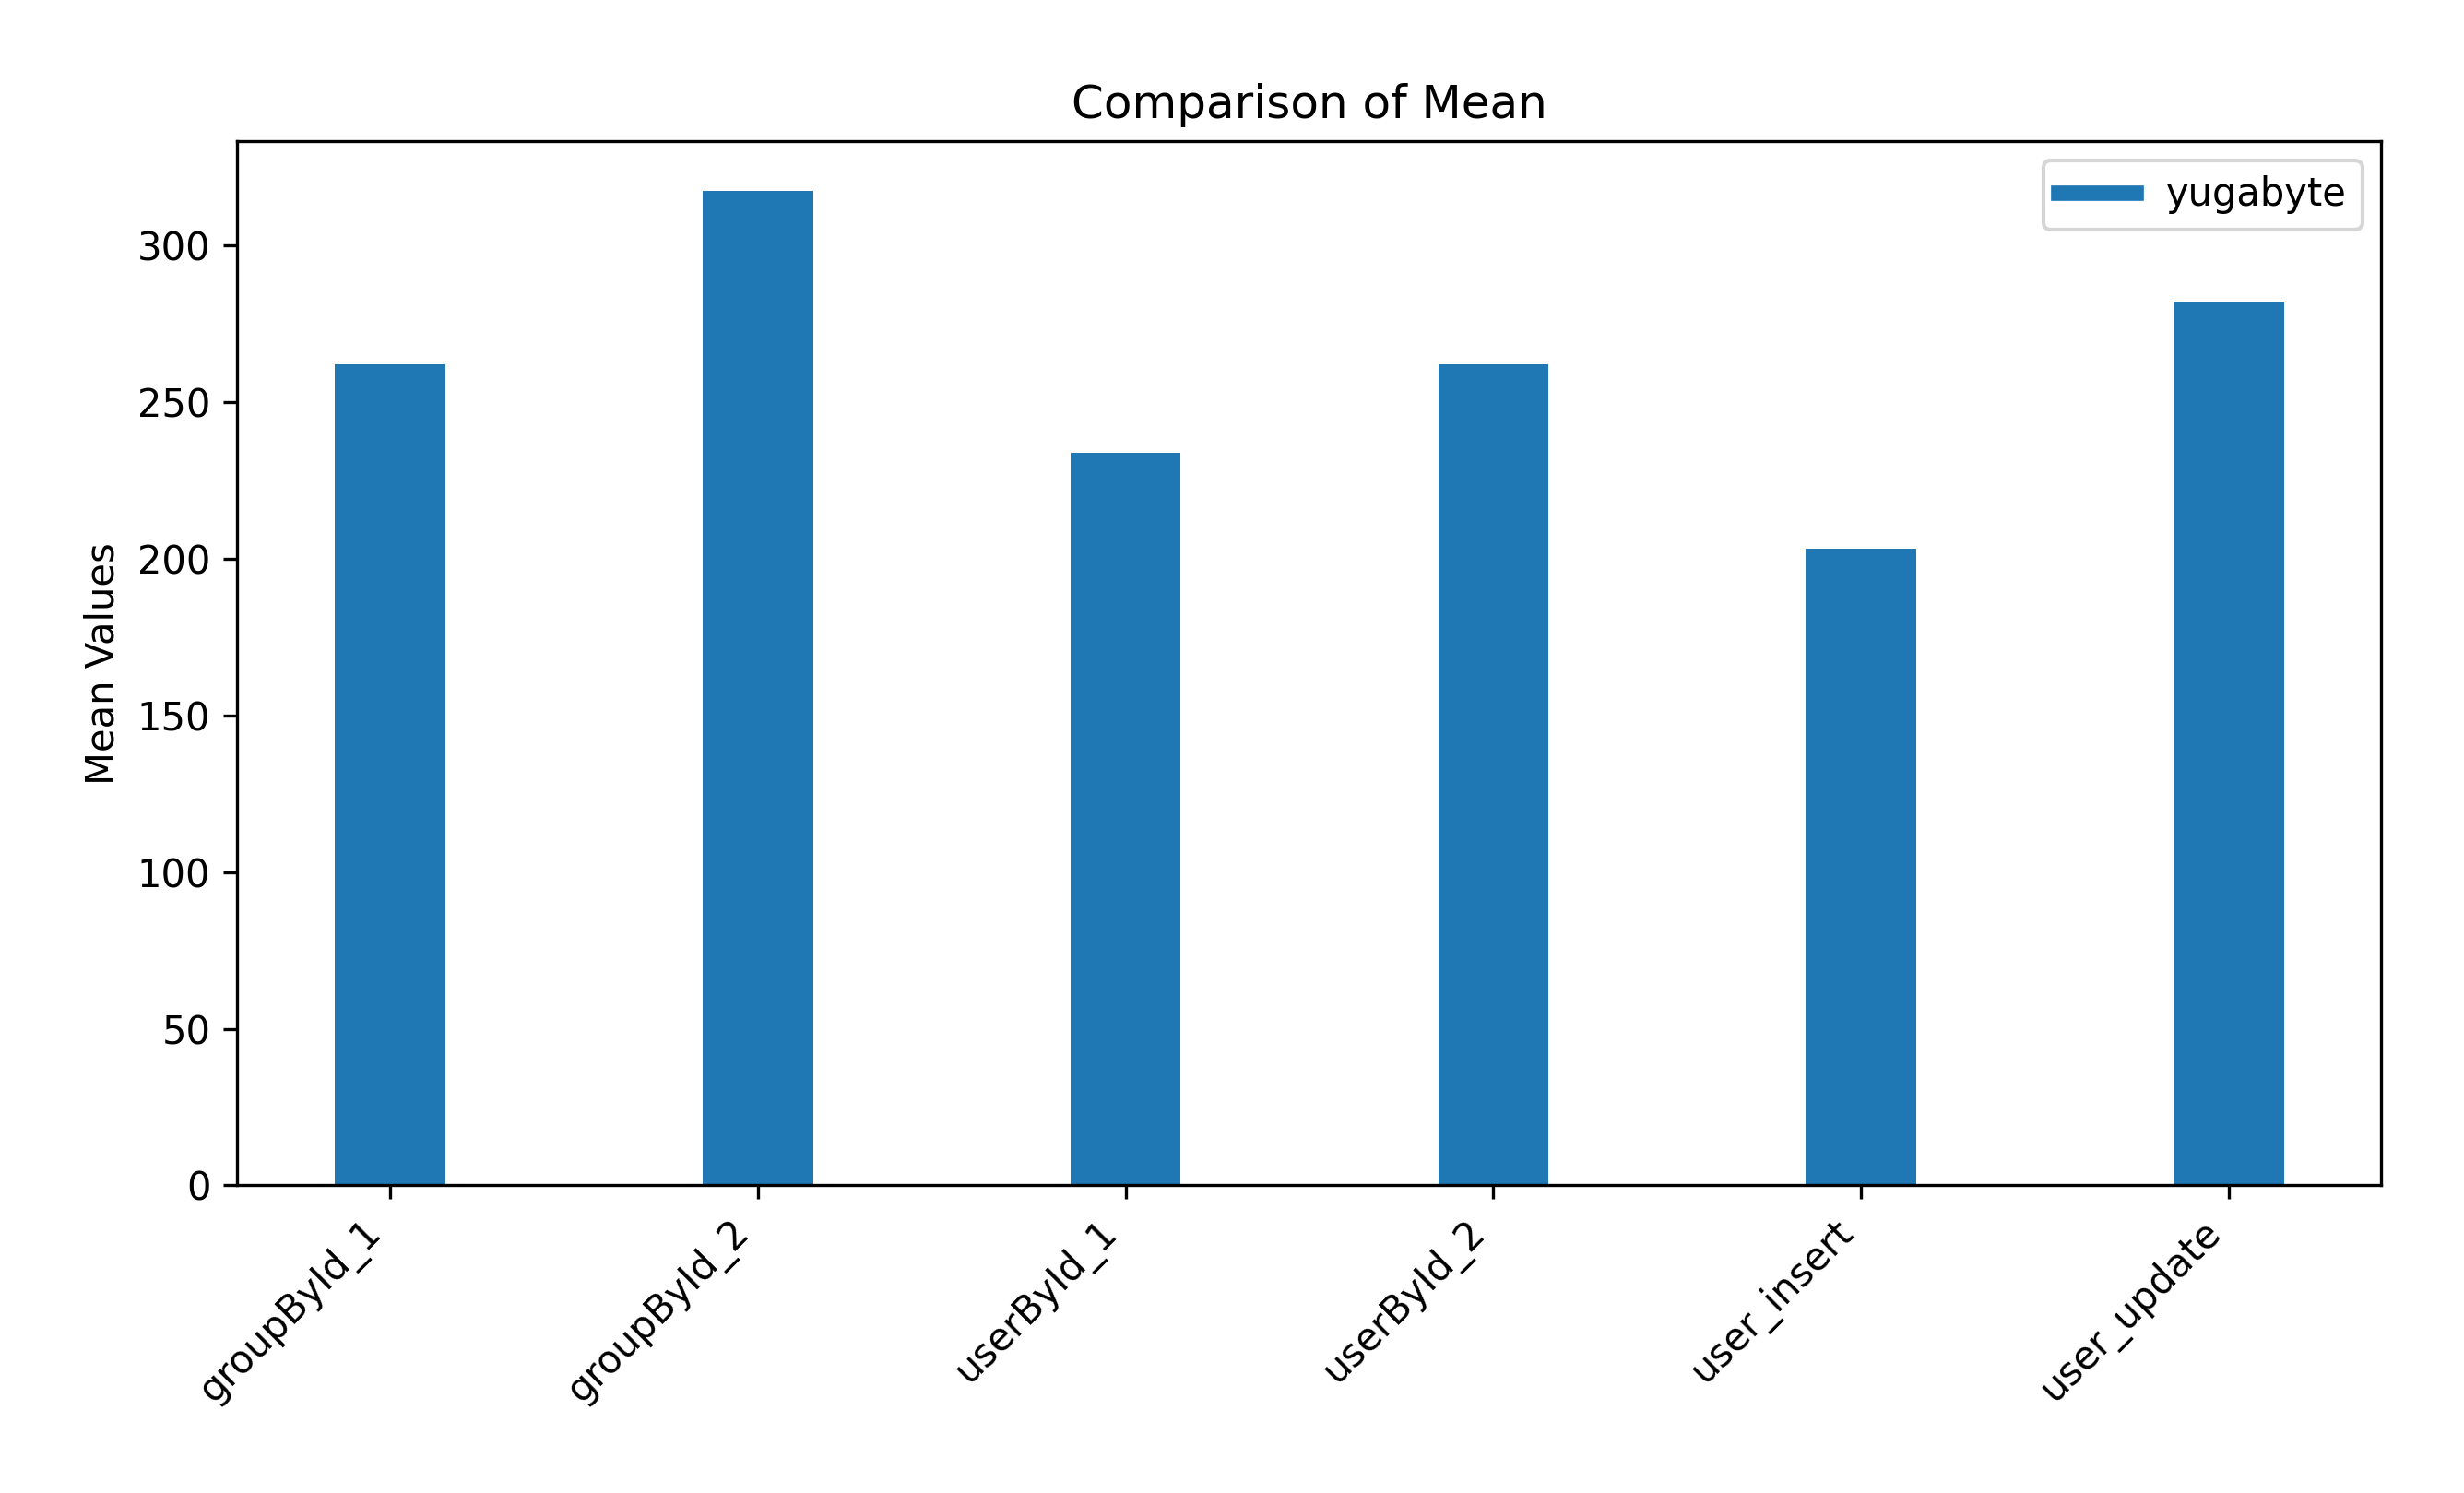 Comparison of Mean
yugabyte
Mean Values
300
250
200
150
100
50
0
groupById_1
groupById_2
userById_1
userById_2
user_insert
user_update